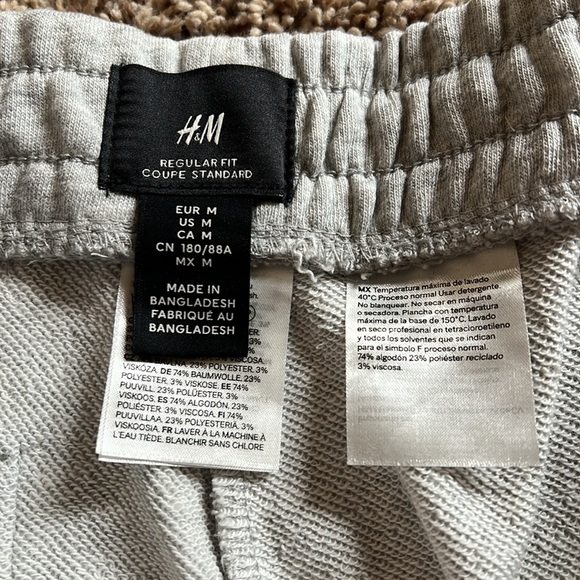 H&M
REGULAR FIT
COUPE STANDARD
EUR M
US M
CA M
CN 180/88A
MX M
MADE IN
BANGLADESH
FABRIQUÉ AU
BANGLADESH
VISCOSA
VISKÓZA. DE 74% BAUMWOLLE, 23%
POLYESTER, 3% VISKOSE. EE 74%
PUUVILL, 23% POLÜESTER, 3%
VISKOOS. ES 74% ALGODÓN, 23%
POLIÉSTER, 3% VISCOSA. FI 74%
PUUVILLAA, 23% POLYESTERIÄ, 3%
VISKOOSIA. FR LAVER À LA MACHINE À
L'EAU TIÈDE. BLANCHIR SANS CHLORE
MX Temperatura máxima de lavado
40°C Proceso normal Usar detergente.
No blanquear. No secar en máquina
o secadora. Plancha con temperatura
máxima de la base de 150°C. Lavado
en seco profesional en tetracloroetileno
y todos los solventes que se indican
para el símbolo F proceso normal.
74% algodón 23% poliéster reciclado
3% viscosa.